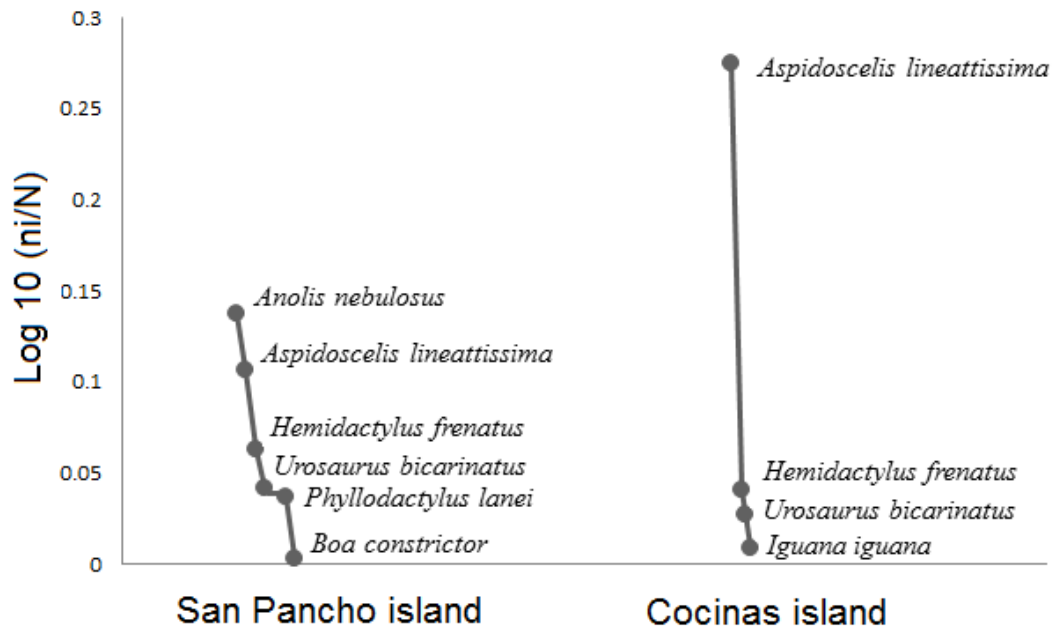 Log 10 (ni/N)
0.3
0.25
0.2
0.15
0.1
0.05
0
Anolis nebulosus
Aspidoscelis lineattissima
Hemidactylus frenatus
Urosaurus bicarinatus
Phyllodactylus lanei
Boa constrictor
Aspidoscelis lineattissima
Hemidactylus frenatus
Urosaurus bicarinatus
Iguana iguana
San Pancho island
Cocinas island